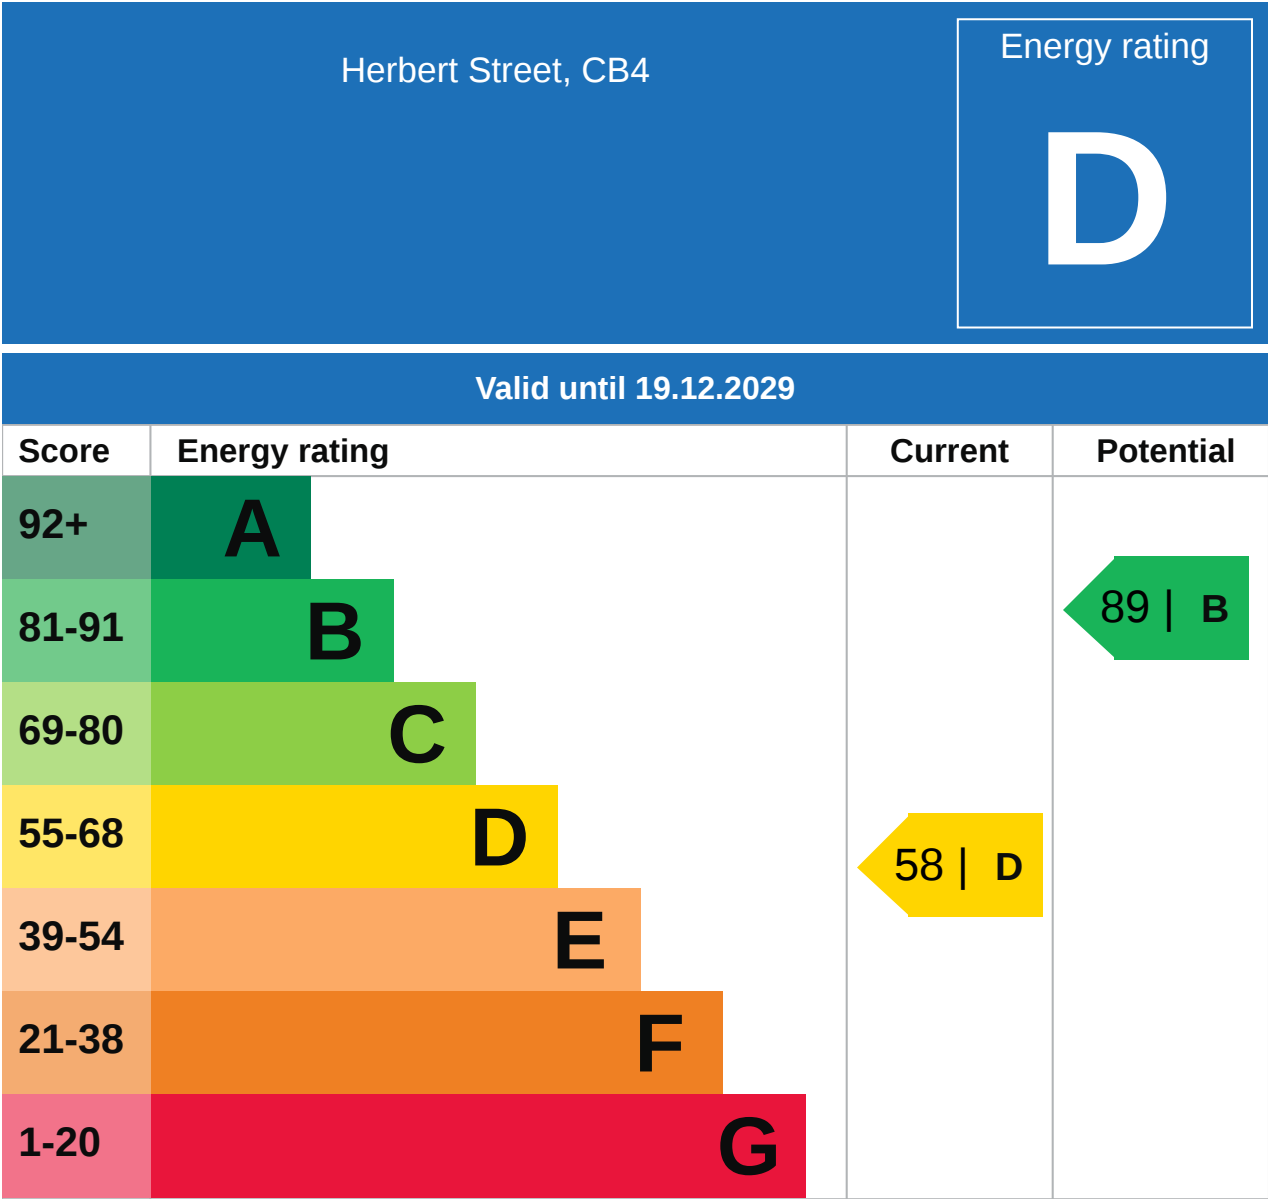 Herbert Street, CB4
Energy rating
D
Valid until 19.12.2029
Score Energy rating Current Potential
92+ A
81-91 B
89 | B
69-80 C
55-68 D
58 | D
39-54 E
21-38 F
1-20 G